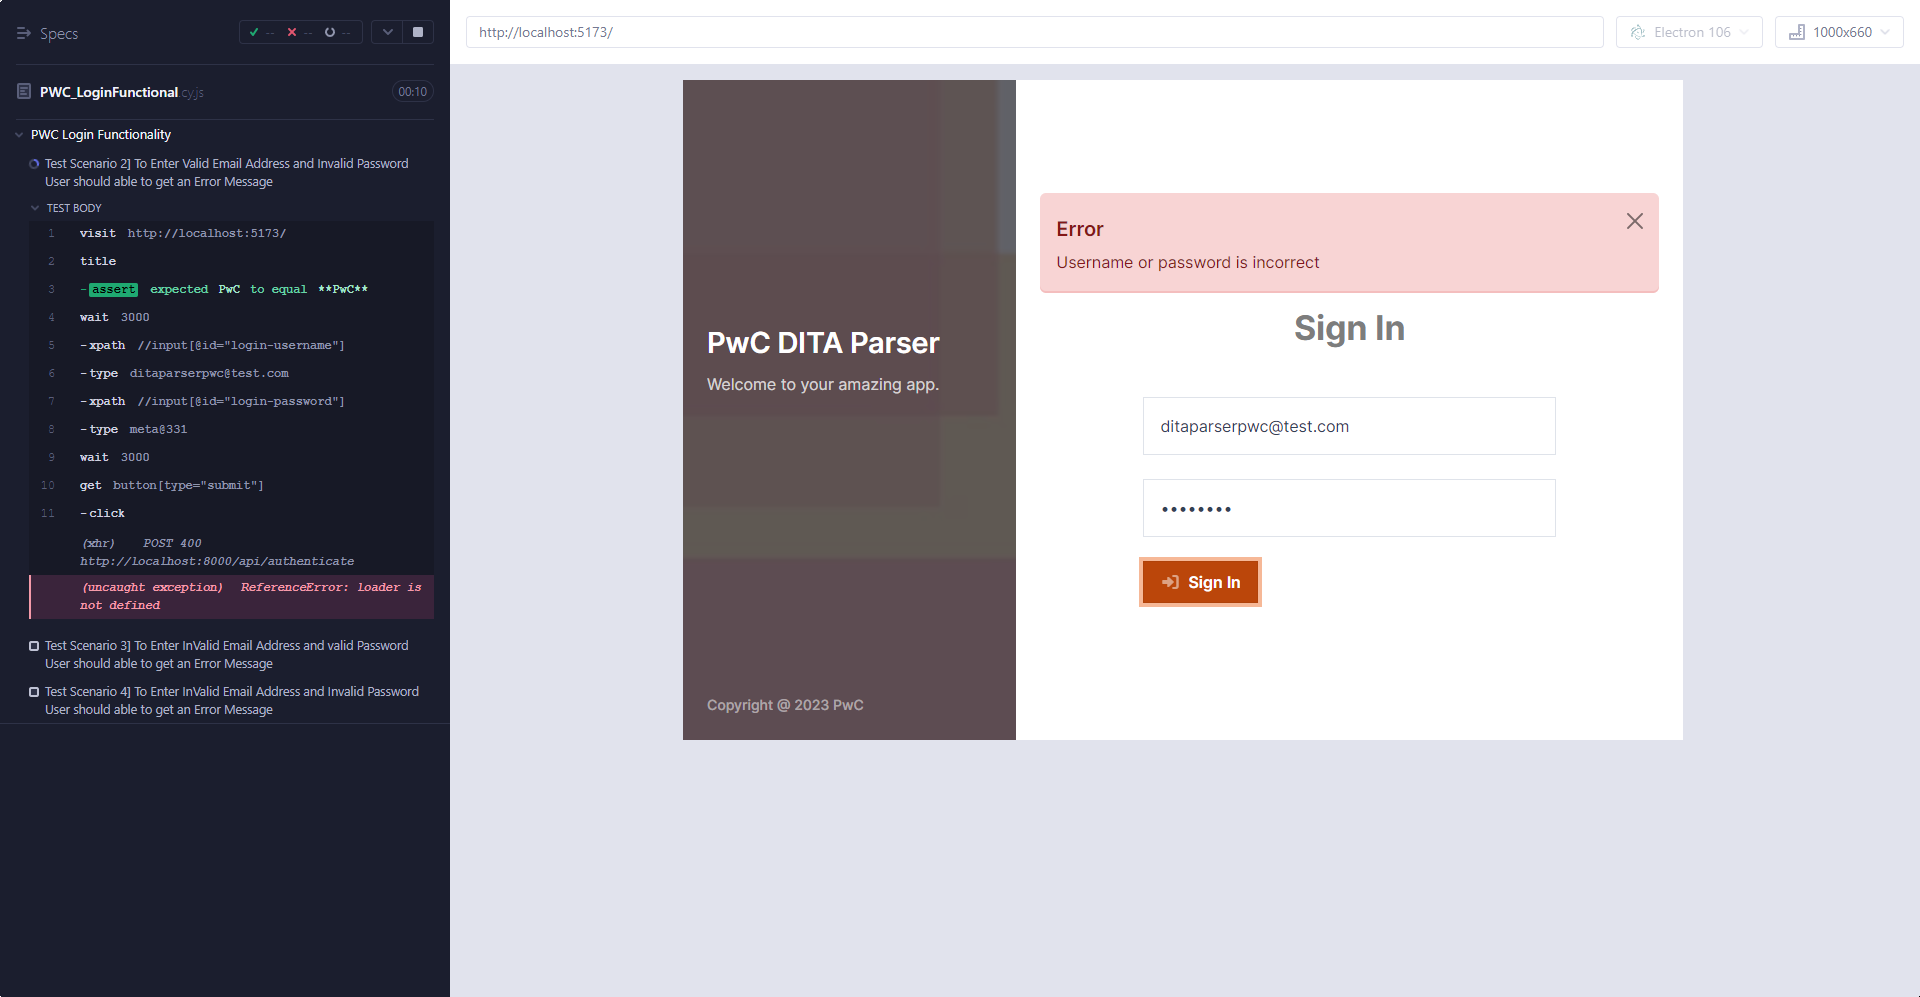 Specs
-- -- --
PWC_LoginFunctional.cy.js
00:10
PWC Login Functionality
Test Scenario 2] To Enter Valid Email Address and Invalid Password
User should able to get an Error Message
TEST BODY
1 visit http://localhost:5173/
2 title
3 -assert expected PwC to equal **PwC**
4 wait 3000
5 -xpath //input[@id="login-username"]
6 -type ditaparserpwc@test.com
7 -xpath //input[@id="login-password"]
8 -type meta@331
9 wait 3000
10 get button[type="submit"]
11 -click
(xhr) POST 400
http://localhost:8000/api/authenticate
(uncaught exception) ReferenceError: loader is
not defined
Test Scenario 3] To Enter InValid Email Address and valid Password
User should able to get an Error Message
Test Scenario 4] To Enter InValid Email Address and Invalid Password
User should able to get an Error Message
http://localhost:5173/
Electron 106
1000x660
PwC DITA Parser
Welcome to your amazing app.
Copyright @ 2023 PwC
Error
Username or password is incorrect
Sign In
ditaparserpwc@test.com
••••••••
Sign In